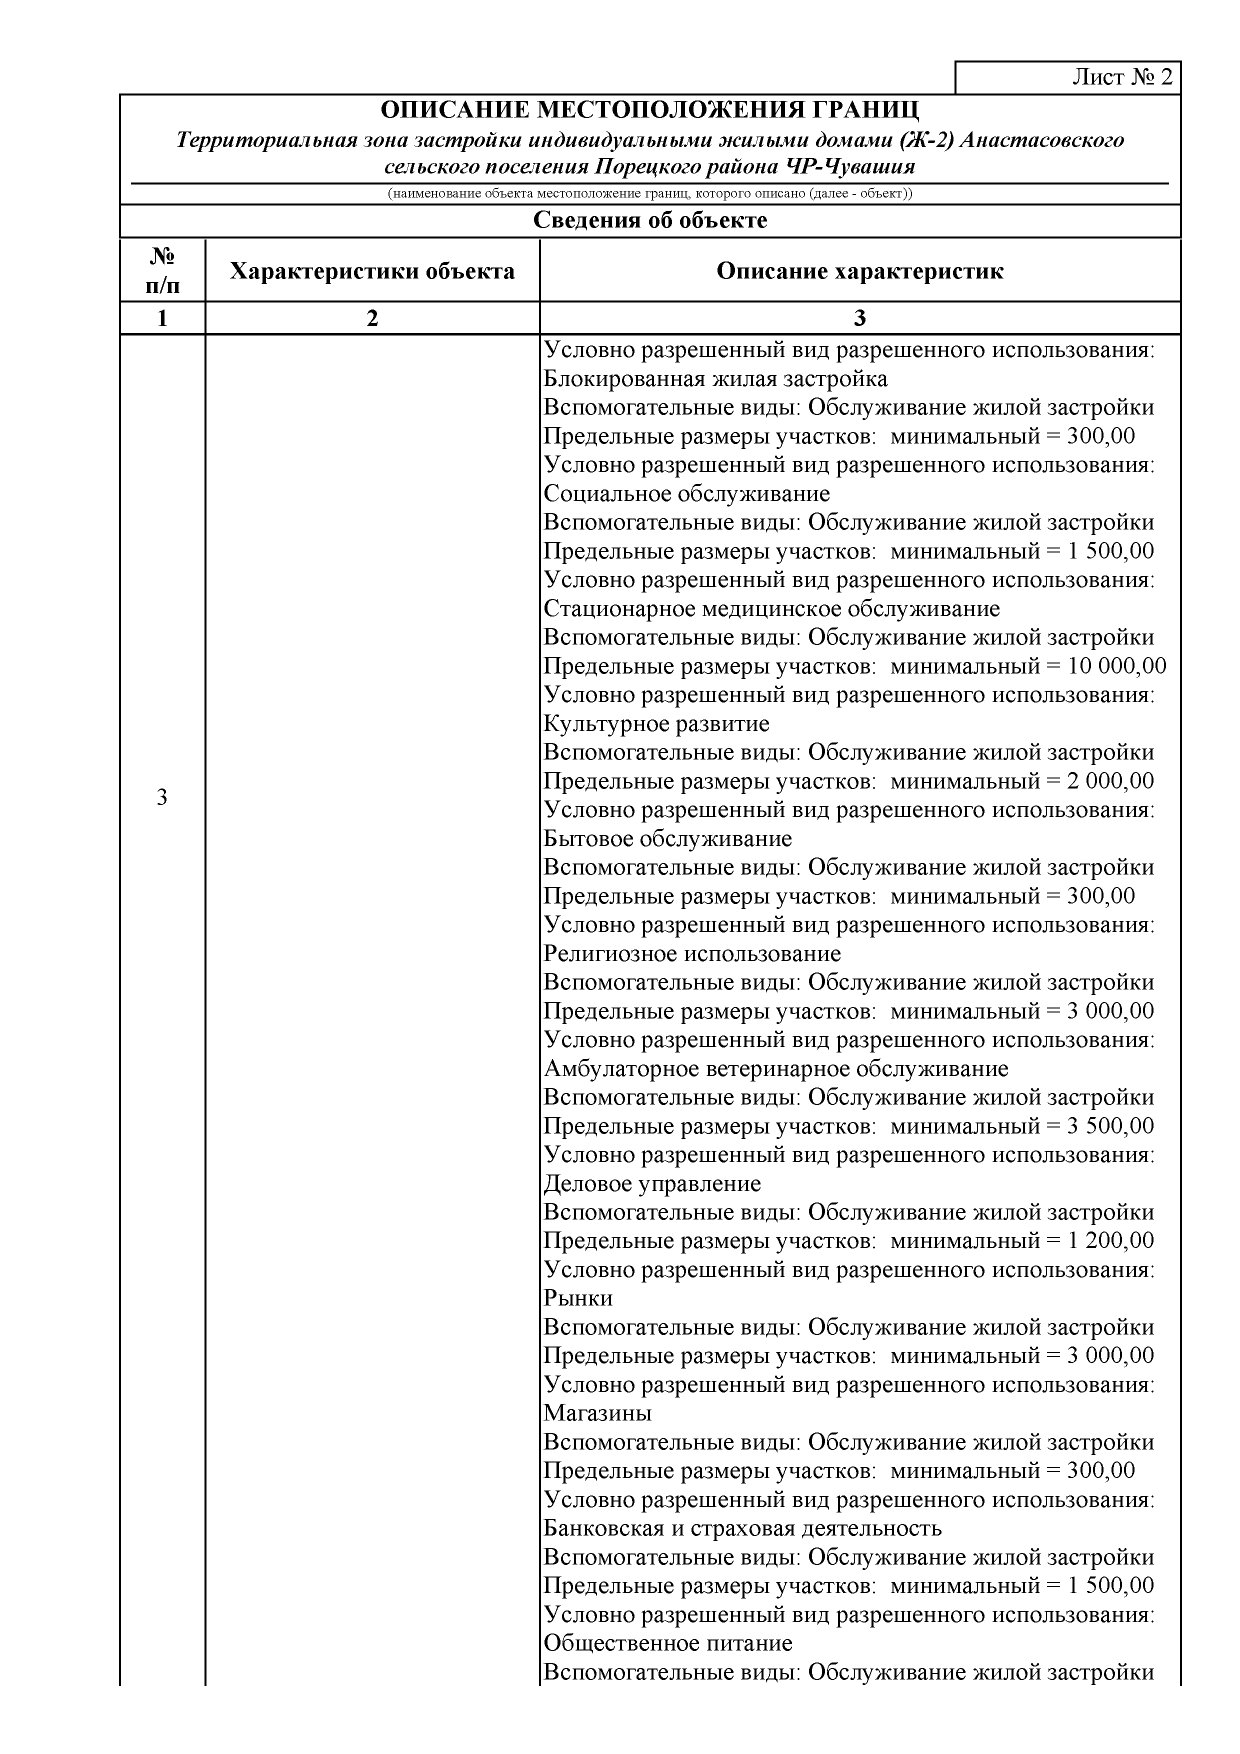 Лист № 2
ОПИСАНИЕ МЕСТОПОЛОЖЕНИЯ ГРАНИЦ
Территориальная зона застройки индивидуальными жилыми домами (Ж-2) Анастасовского
сельского поселения Порецкого района ЧР-Чувашия
(наименование объекта местоположение границ, которого описано (далее - объект))
Сведения об объекте
№
п/п
Характеристики объекта
Описание характеристик
1
2
3
3
Условно разрешенный вид разрешенного использования:
Блокированная жилая застройка
Вспомогательные виды: Обслуживание жилой застройки
Предельные размеры участков:  минимальный = 300,00
Условно разрешенный вид разрешенного использования:
Социальное обслуживание
Вспомогательные виды: Обслуживание жилой застройки
Предельные размеры участков:  минимальный = 1 500,00
Условно разрешенный вид разрешенного использования:
Стационарное медицинское обслуживание
Вспомогательные виды: Обслуживание жилой застройки
Предельные размеры участков:  минимальный = 10 000,00
Условно разрешенный вид разрешенного использования:
Культурное развитие
Вспомогательные виды: Обслуживание жилой застройки
Предельные размеры участков:  минимальный = 2 000,00
Условно разрешенный вид разрешенного использования:
Бытовое обслуживание
Вспомогательные виды: Обслуживание жилой застройки
Предельные размеры участков:  минимальный = 300,00
Условно разрешенный вид разрешенного использования:
Религиозное использование
Вспомогательные виды: Обслуживание жилой застройки
Предельные размеры участков:  минимальный = 3 000,00
Условно разрешенный вид разрешенного использования:
Амбулаторное ветеринарное обслуживание
Вспомогательные виды: Обслуживание жилой застройки
Предельные размеры участков:  минимальный = 3 500,00
Условно разрешенный вид разрешенного использования:
Деловое управление
Вспомогательные виды: Обслуживание жилой застройки
Предельные размеры участков:  минимальный = 1 200,00
Условно разрешенный вид разрешенного использования:
Рынки
Вспомогательные виды: Обслуживание жилой застройки
Предельные размеры участков:  минимальный = 3 000,00
Условно разрешенный вид разрешенного использования:
Магазины
Вспомогательные виды: Обслуживание жилой застройки
Предельные размеры участков:  минимальный = 300,00
Условно разрешенный вид разрешенного использования:
Банковская и страховая деятельность
Вспомогательные виды: Обслуживание жилой застройки
Предельные размеры участков:  минимальный = 1 500,00
Условно разрешенный вид разрешенного использования:
Общественное питание
Вспомогательные виды: Обслуживание жилой застройки